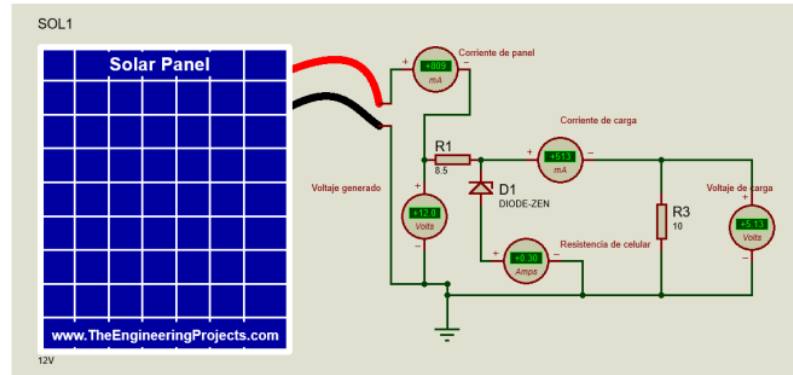 SOL1
Solar Panel
www.TheEngineeringProjects.com
12V
Corriente de panel
+
+809
mA
−
R1
8.5
Voltaje generado
+
+12.0
Volts
−
D1
DIODE-ZEN
Corriente de carga
+
+513
mA
−
+
+0.30
Amps
−
Resistencia de celular
R3
10
Voltaje de carga
+
+5.13
Volts
−